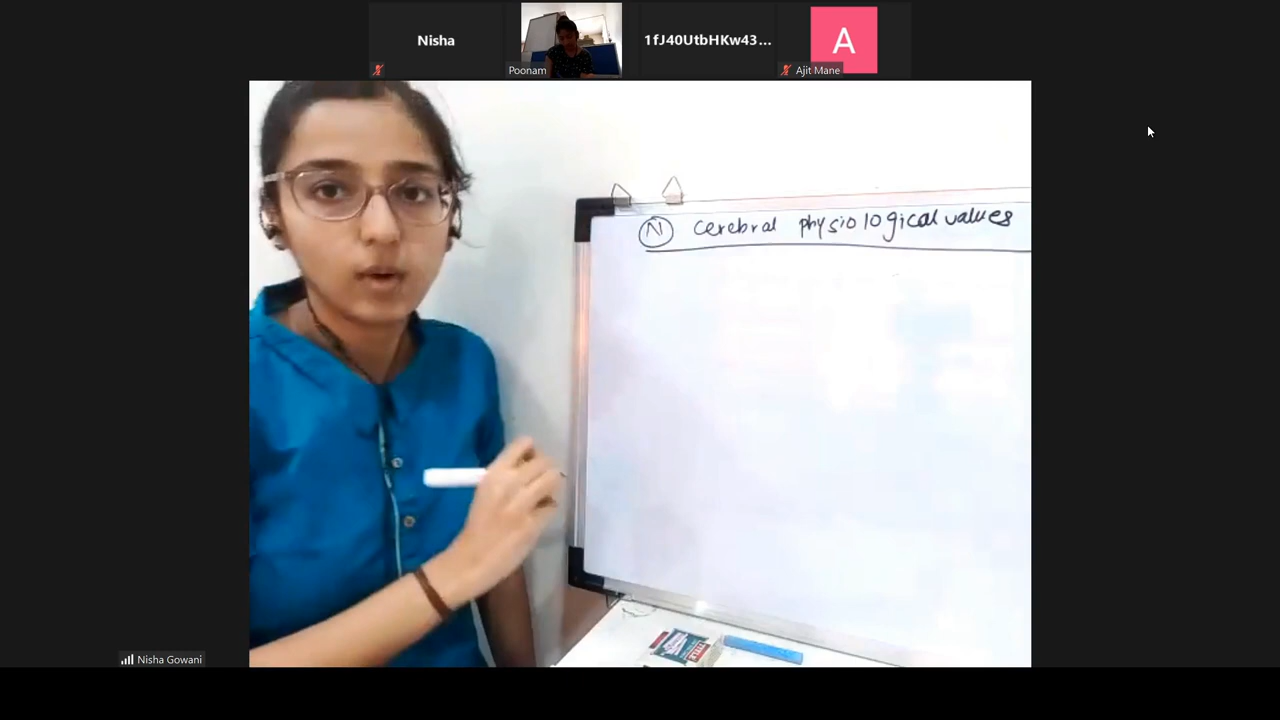 Nisha
1fJ40UtbHKw43...
A
Poonam
Ajit Mane
N cerebral physiological values
Nisha Gowani